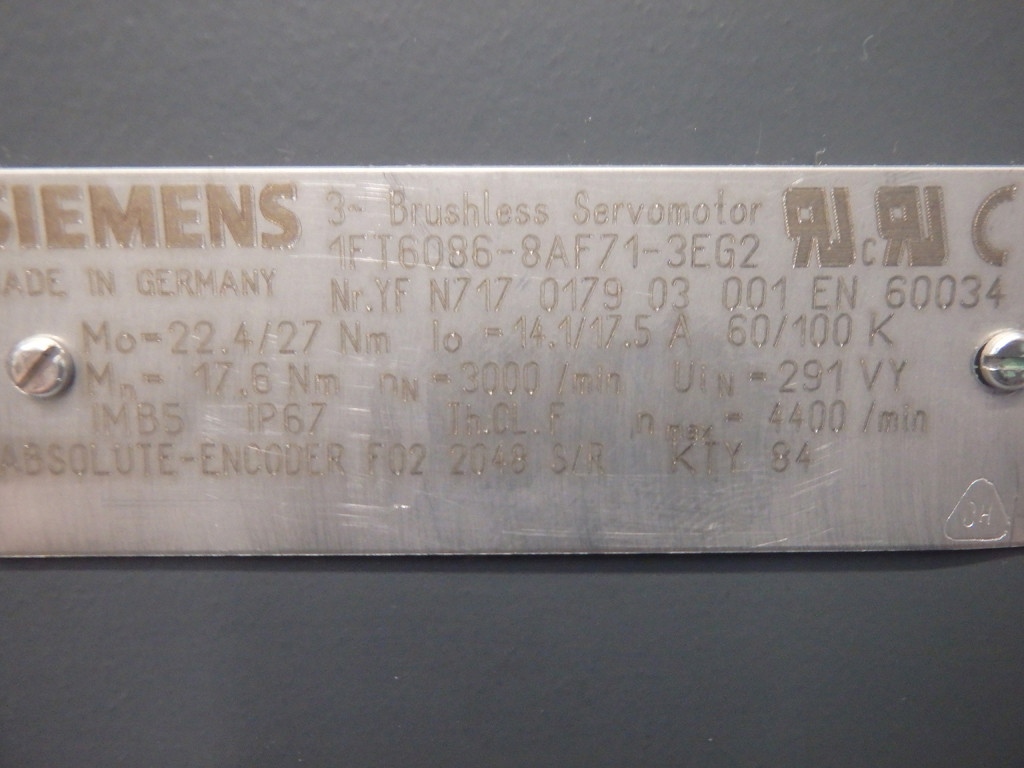 SIEMENS
3~ Brushless Servomotor
1FT6086-8AF71-3EG2
MADE IN GERMANY
Nr.YF N717 0179 03 001 EN 60034
Mo=22.4/27 Nm Io=14.1/17.5 A 60/100 K
Mn= 17.6 Nm nN=3000 /min UiN=291 VY
IMB5 IP67 Th.CL.F nmax= 4400 /min
ABSOLUTE-ENCODER F02 2048 S/R KTY 84